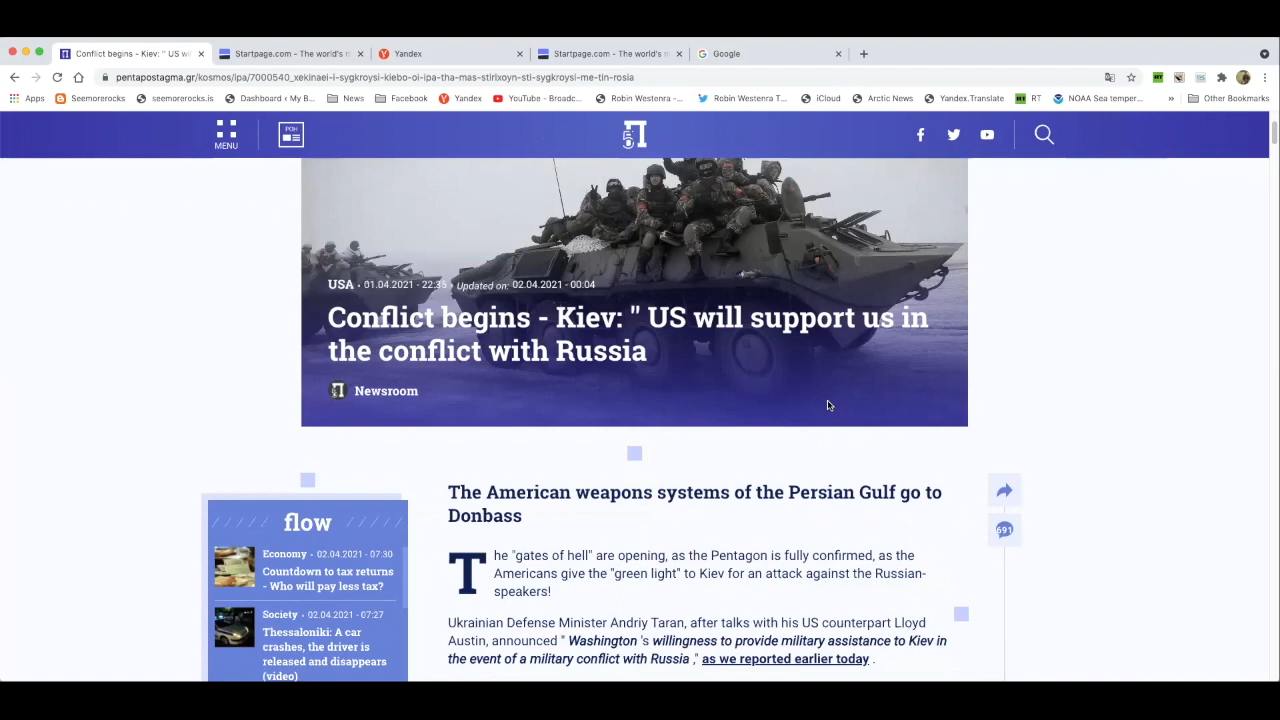 Conflict begins - Kiev: " US wi
Startpage.com - The world's m
Yandex
Startpage.com - The world's m
Google
pentapostagma.gr/kosmos/ipa/7000540_xekinaei-i-sygkroysi-kiebo-oi-ipa-tha-mas-stirixoyn-sti-sygkroysi-me-tin-rosia
Apps
Seemorerocks
seemorerocks.is
Dashboard ‹ My B...
News
Facebook
Yandex
YouTube - Broadc...
Robin Westenra –...
Robin Westenra T...
iCloud
Arctic News
Yandex.Translate
RT
NOAA Sea temper...
»
Other Bookmarks
MENU
ΡΟΗ
USA • 01.04.2021 - 22:35 Updated on: 02.04.2021 - 00:04
Conflict begins - Kiev: " US will support us in
the conflict with Russia
Newsroom
The American weapons systems of the Persian Gulf go to
Donbass
691
The "gates of hell" are opening, as the Pentagon is fully confirmed, as the
Americans give the "green light" to Kiev for an attack against the Russian-
speakers!
Ukrainian Defense Minister Andriy Taran, after talks with his US counterpart Lloyd
Austin, announced " Washington 's willingness to provide military assistance to Kiev in
the event of a military conflict with Russia ," as we reported earlier today .
flow
Economy • 02.04.2021 - 07:30
Countdown to tax returns
- Who will pay less tax?
Society • 02.04.2021 - 07:27
Thessaloniki: A car
crashes, the driver is
released and disappears
(video)